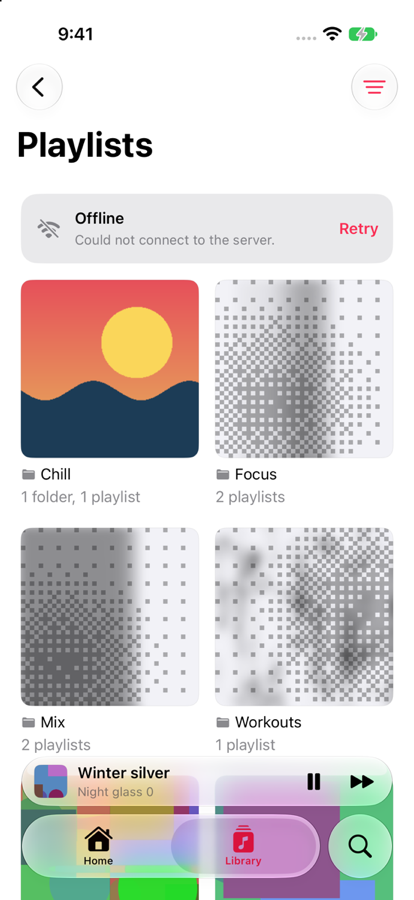 9:41
Playlists
Offline
Could not connect to the server.
Retry
Chill
1 folder, 1 playlist
Focus
2 playlists
Mix
2 playlists
Workouts
1 playlist
Winter silver
Night glass 0
Home
Library